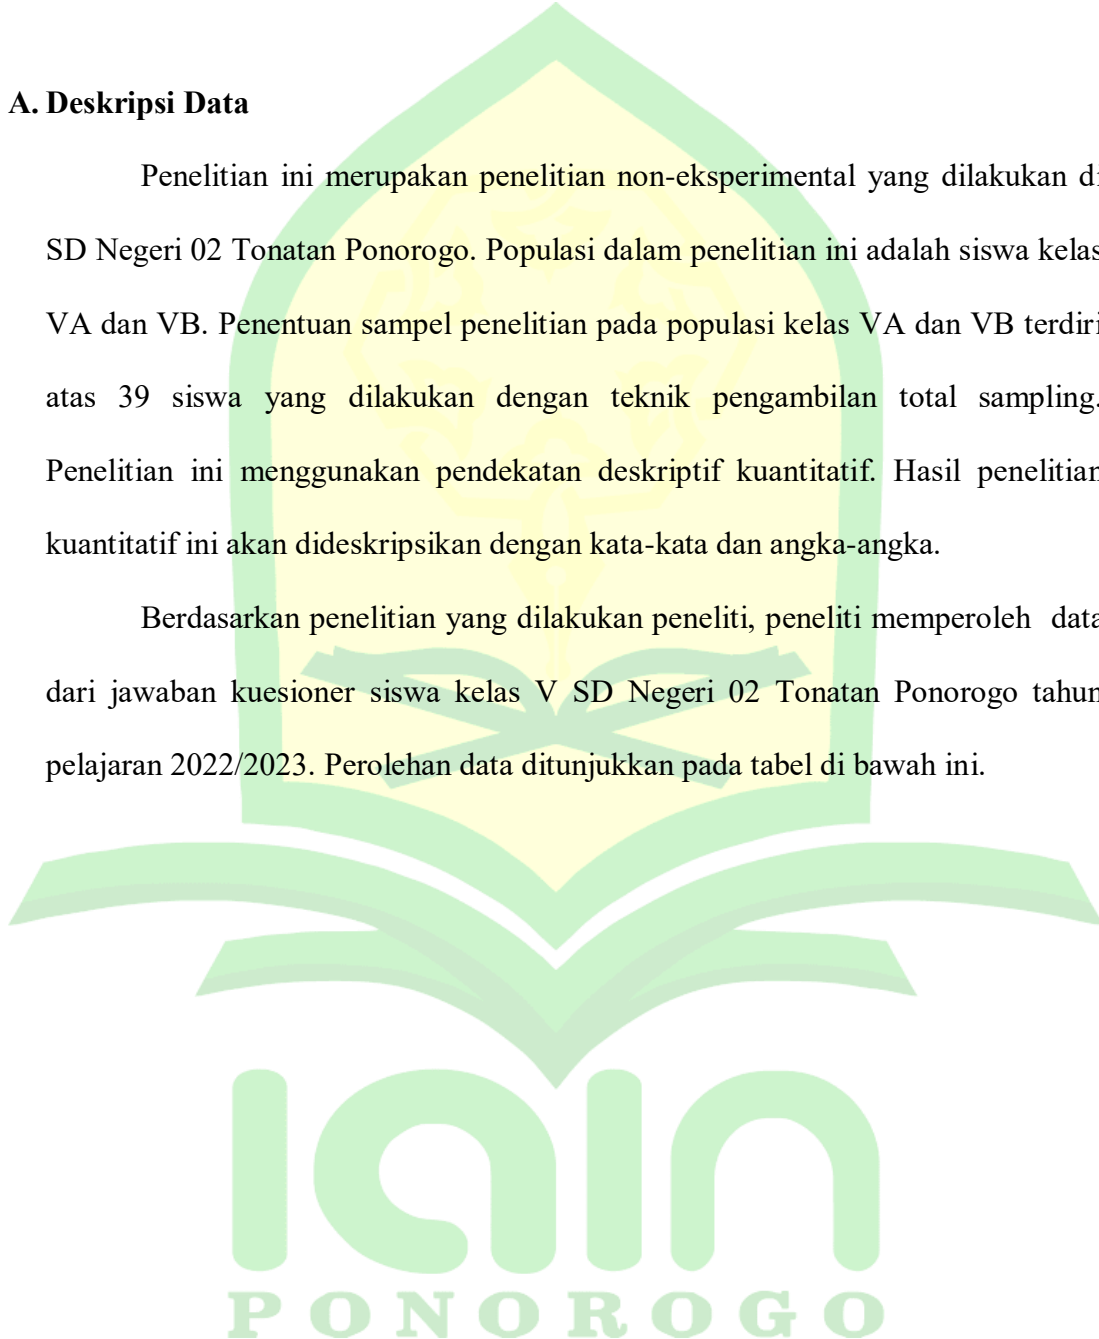 A. Deskripsi Data
Penelitian ini merupakan penelitian non-eksperimental yang dilakukan di
SD Negeri 02 Tonatan Ponorogo. Populasi dalam penelitian ini adalah siswa kelas
VA dan VB. Penentuan sampel penelitian pada populasi kelas VA dan VB terdiri
atas 39 siswa yang dilakukan dengan teknik pengambilan total sampling.
Penelitian ini menggunakan pendekatan deskriptif kuantitatif. Hasil penelitian
kuantitatif ini akan dideskripsikan dengan kata-kata dan angka-angka.
Berdasarkan penelitian yang dilakukan peneliti, peneliti memperoleh data
dari jawaban kuesioner siswa kelas V SD Negeri 02 Tonatan Ponorogo tahun
pelajaran 2022/2023. Perolehan data ditunjukkan pada tabel di bawah ini.
iain
PONOROGO